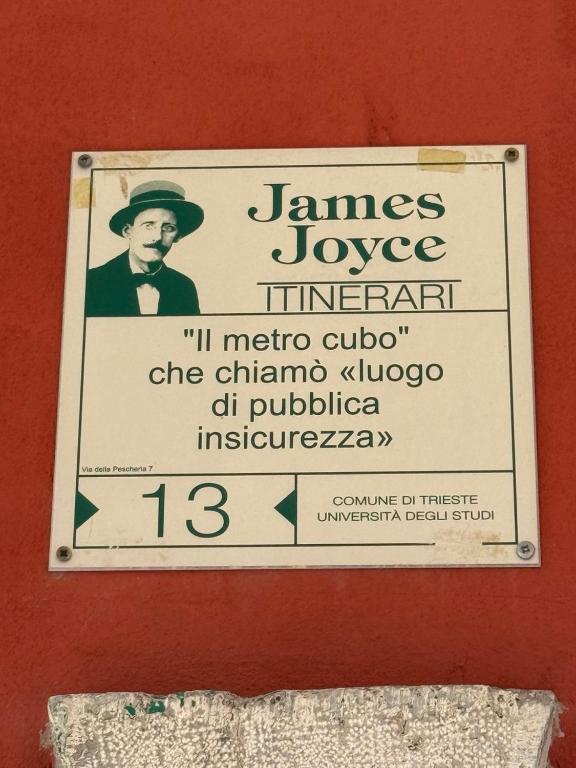 James
Joyce
ITINERARI
"Il metro cubo"
che chiamò «luogo
di pubblica
insicurezza»
Via della Pescheria 7
13
COMUNE DI TRIESTE
UNIVERSITÀ DEGLI STUDI